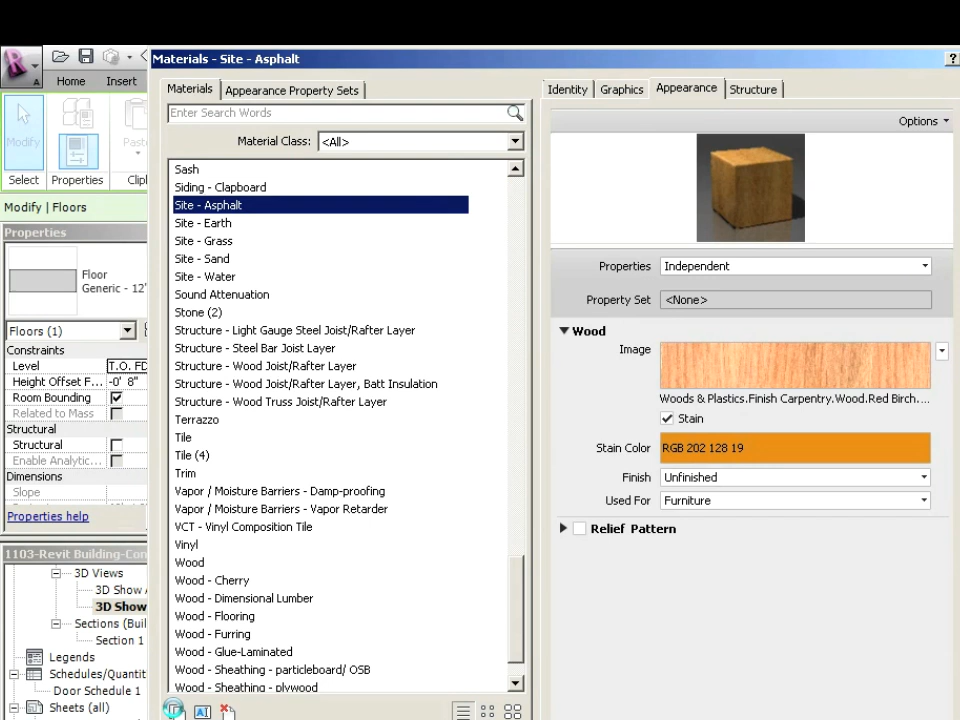 Materials - Site - Asphalt
?
Home
Insert
Modify
Paste
Select
Properties
Clip
Modify | Floors
Properties
Floor
Generic - 12"
Floors (1)
Constraints
Level
T.O. FD
Height Offset F...
-0' 8"
Room Bounding
Related to Mass
Structural
Structural
Enable Analytic...
Dimensions
Slope
Properties help
1103-Revit Building-Con
3D Views
3D Show
3D Show
Sections (Buil
Section 1
Legends
Schedules/Quantit
Door Schedule 1
Sheets (all)
Materials
Appearance Property Sets
Enter Search Words
Material Class:
<All>
Sash
Siding - Clapboard
Site - Asphalt
Site - Earth
Site - Grass
Site - Sand
Site - Water
Sound Attenuation
Stone (2)
Structure - Light Gauge Steel Joist/Rafter Layer
Structure - Steel Bar Joist Layer
Structure - Wood Joist/Rafter Layer
Structure - Wood Joist/Rafter Layer, Batt Insulation
Structure - Wood Truss Joist/Rafter Layer
Terrazzo
Tile
Tile (4)
Trim
Vapor / Moisture Barriers - Damp-proofing
Vapor / Moisture Barriers - Vapor Retarder
VCT - Vinyl Composition Tile
Vinyl
Wood
Wood - Cherry
Wood - Dimensional Lumber
Wood - Flooring
Wood - Furring
Wood - Glue-Laminated
Wood - Sheathing - particleboard/ OSB
Wood - Sheathing - plywood
Identity
Graphics
Appearance
Structure
Options
Properties
Independent
Property Set
<None>
Wood
Image
Woods & Plastics.Finish Carpentry.Wood.Red Birch....
Stain
Stain Color
RGB 202 128 19
Finish
Unfinished
Used For
Furniture
Relief Pattern